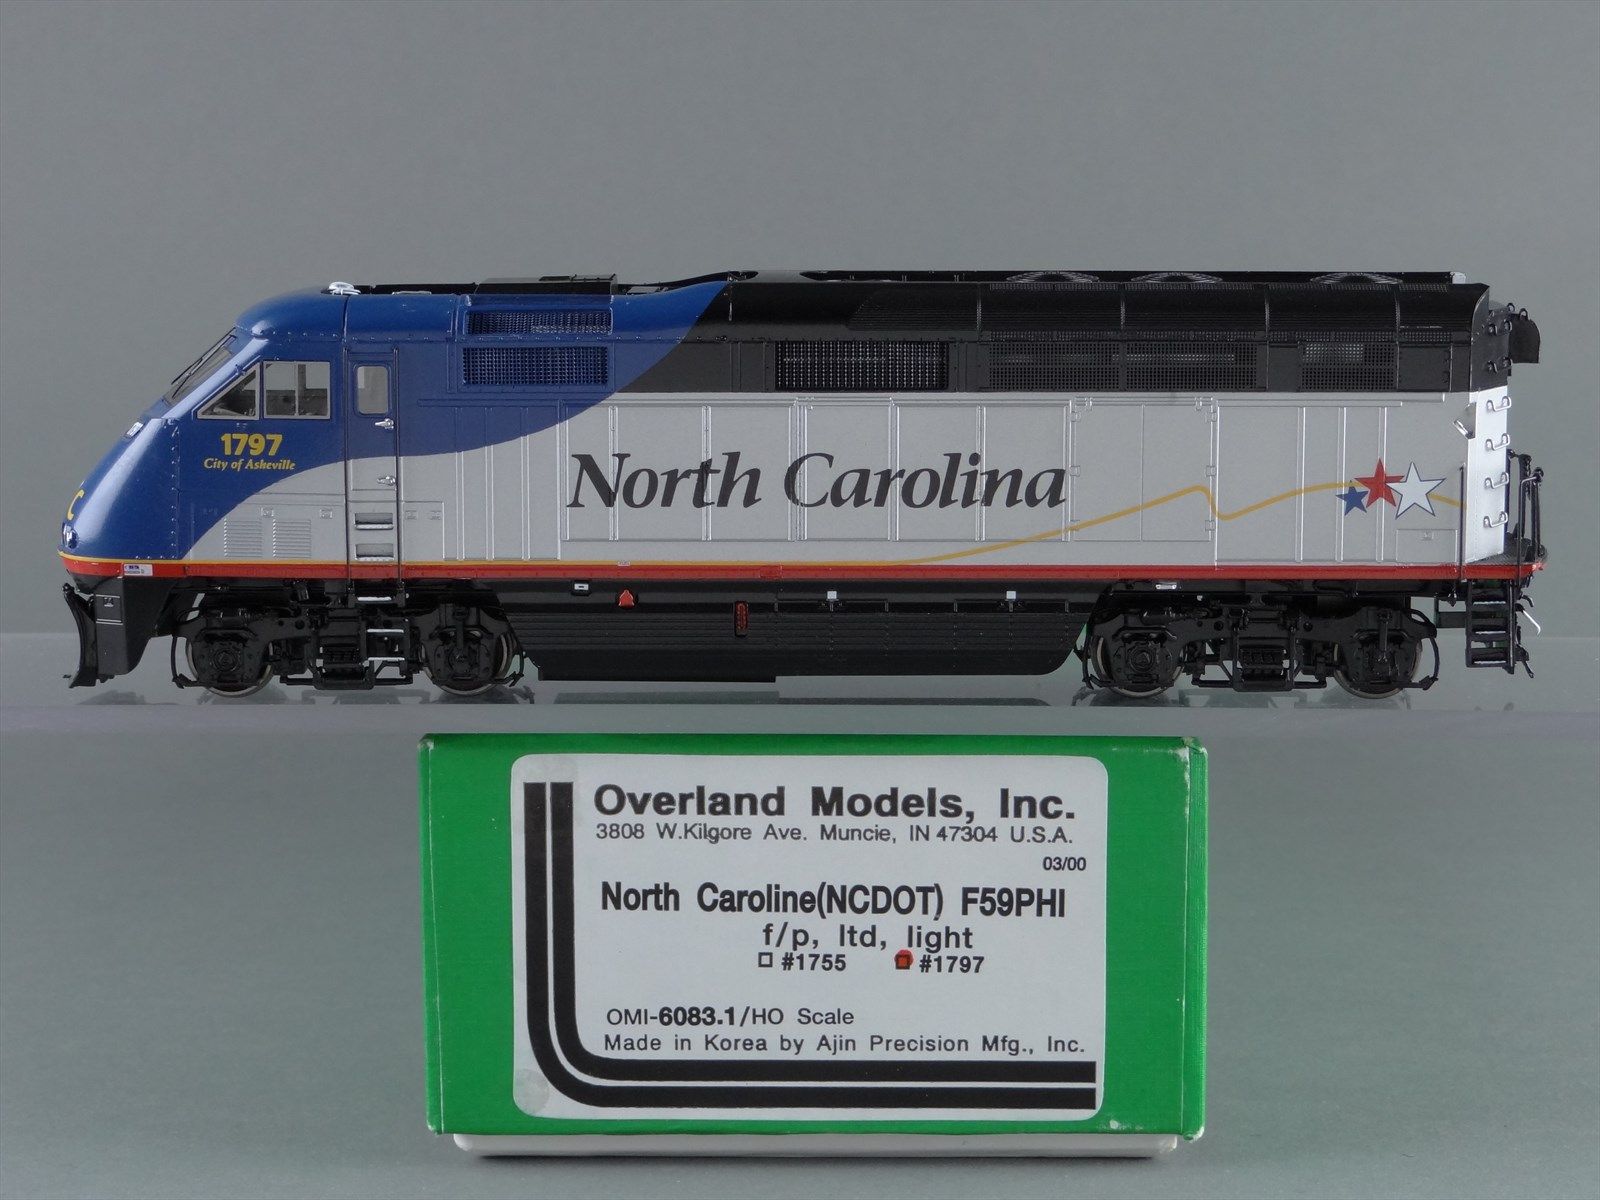 1797
City of Asheville
C
North Carolina
Overland Models, Inc.
3808 W.Kilgore Ave. Muncie, IN 47304 U.S.A.
03/00
North Caroline(NCDOT) F59PHI
f/p, ltd, light
#1755 #1797
OMI-6083.1/HO Scale
Made in Korea by Ajin Precision Mfg., Inc.